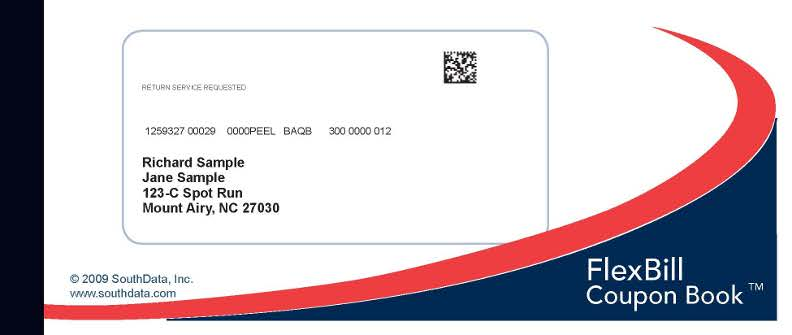 RETURN SERVICE REQUESTED
1259327 00029 0000PEEL BAQB 300 0000 012
Richard Sample
Jane Sample
123-C Spot Run
Mount Airy, NC 27030
© 2009 SouthData, Inc.
www.southdata.com
FlexBill
Coupon Book™